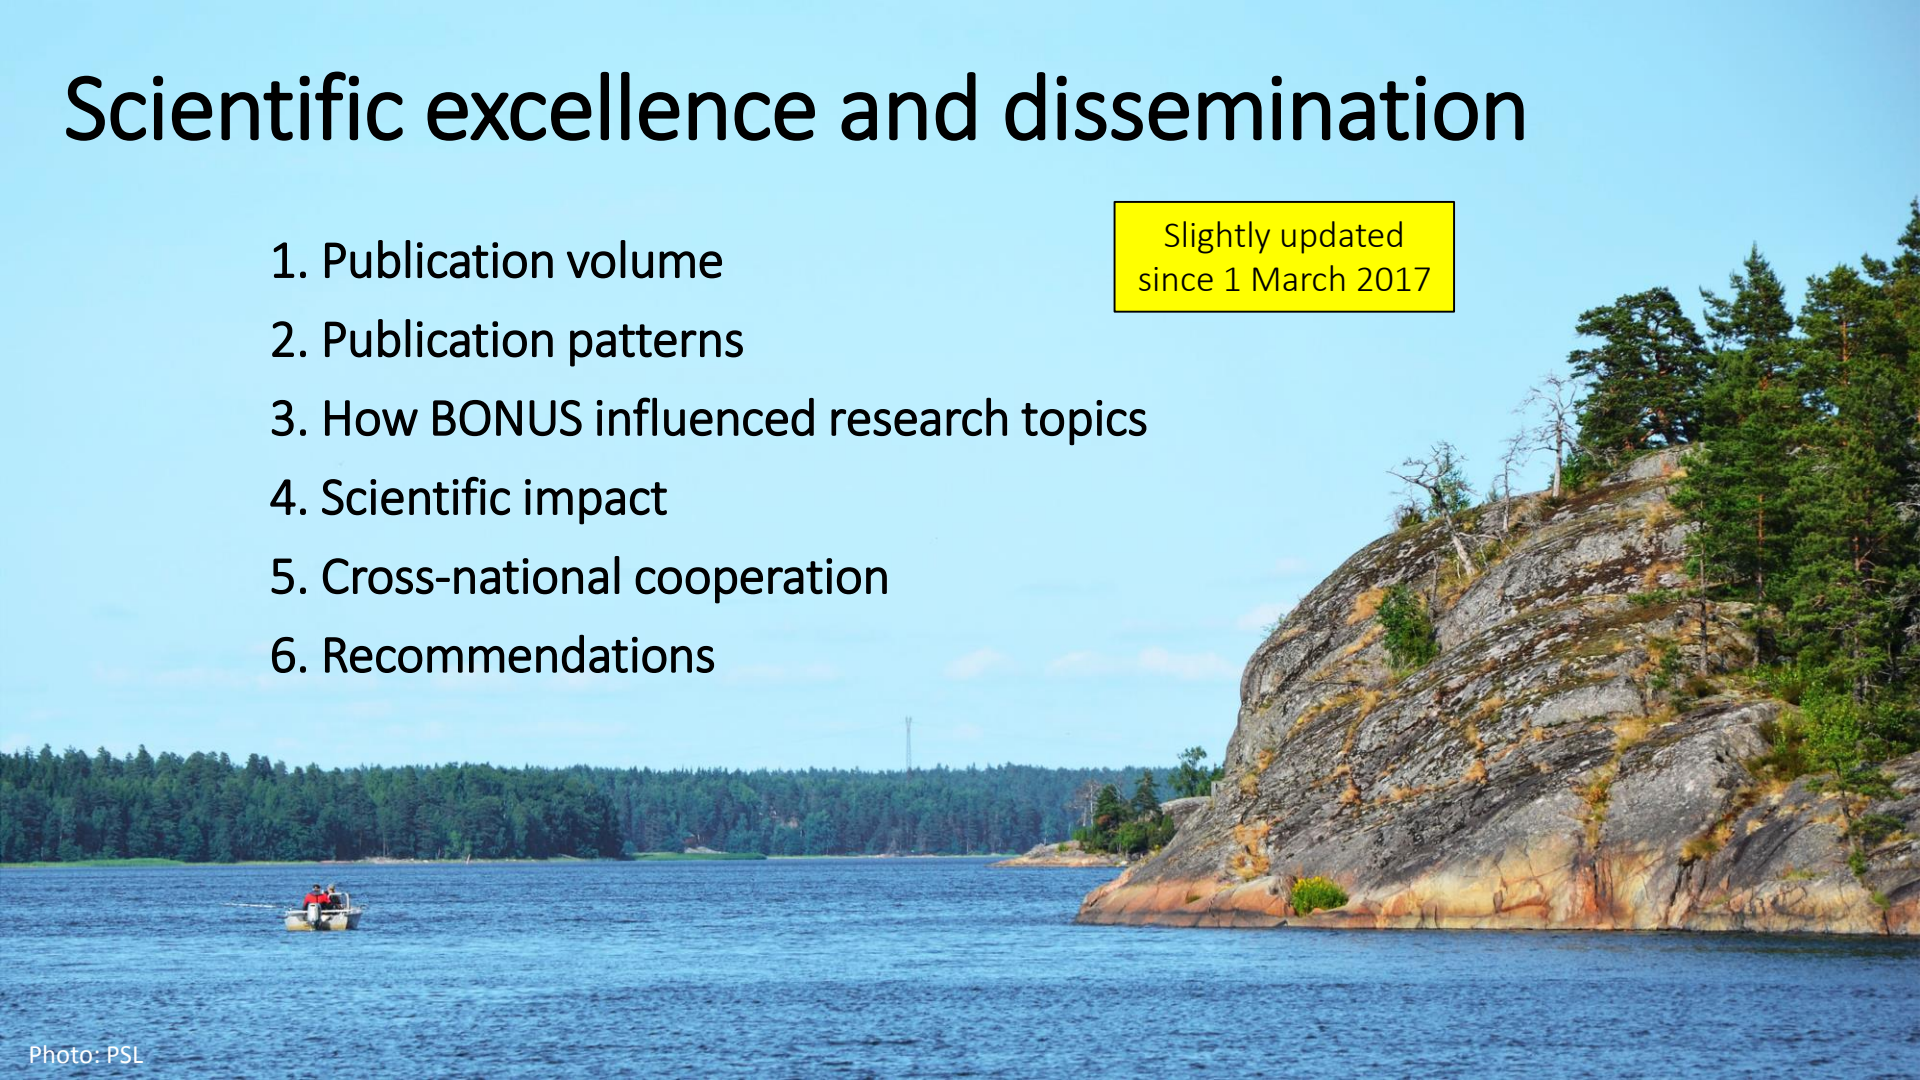 Scientific excellence and dissemination
Slightly updated
since 1 March 2017
1. Publication volume
2. Publication patterns
3. How BONUS influenced research topics
4. Scientific impact
5. Cross-national cooperation
6. Recommendations
Photo: PSL